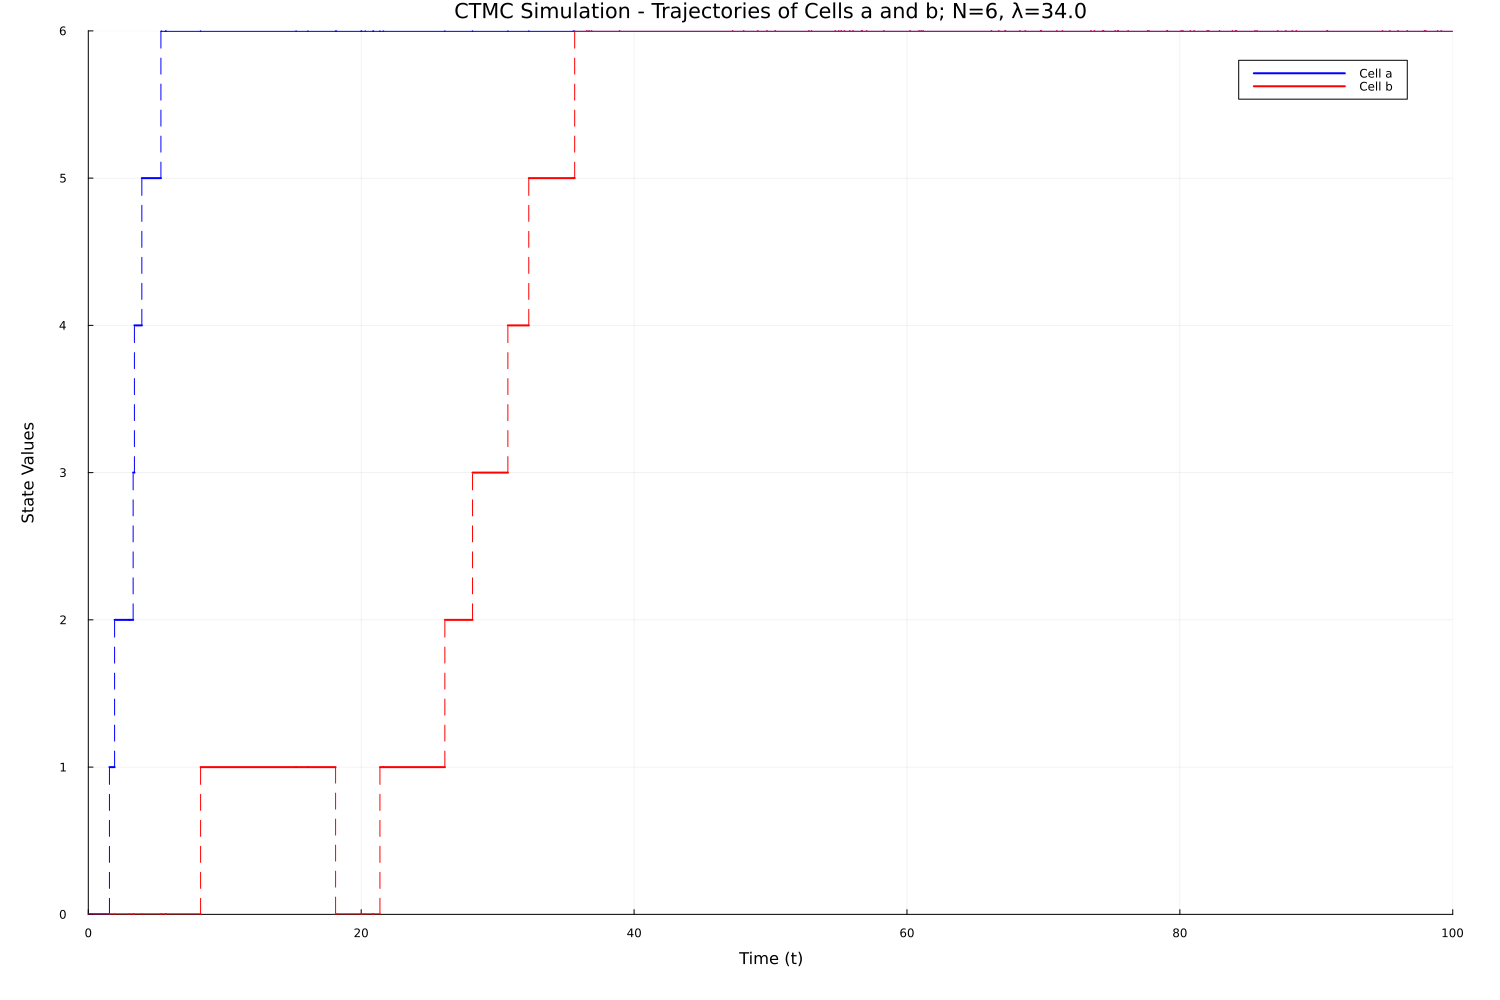 CTMC Simulation - Trajectories of Cells a and b; N=6, λ=34.0
6
Cell a
Cell b
5
4
State Values
3
2
1
0
0 20 40 60 80 100
Time (t)